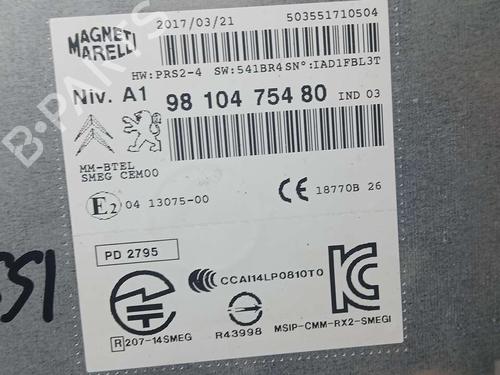 MAGNETI MARELLI
2017/03/21 503551710504
HW:PRS2-4 SW:541BR4 SN°:IAD1FBL3T
Niv. A1 98 104 754 80 IND 03
MM-BTEL
SMEG CEM00
E2 04 13075-00 CE 18770B 26
PD 2795
CCAI14LP0810T0
R 207-14SMEG
R43998
MSIP-CMM-RX2-SMEGI
B-PARTS